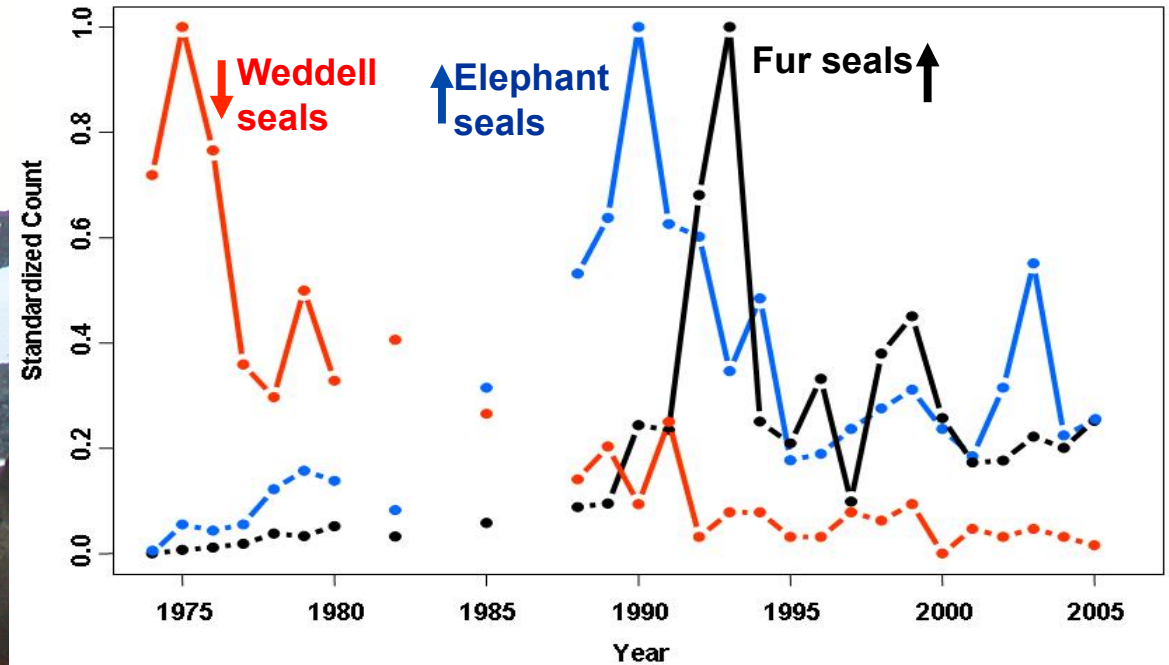 Weddell
seals
Elephant
seals
Fur seals
Standardized Count
1.0
0.8
0.6
0.4
0.2
0.0
1975 1980 1985 1990 1995 2000 2005
Year